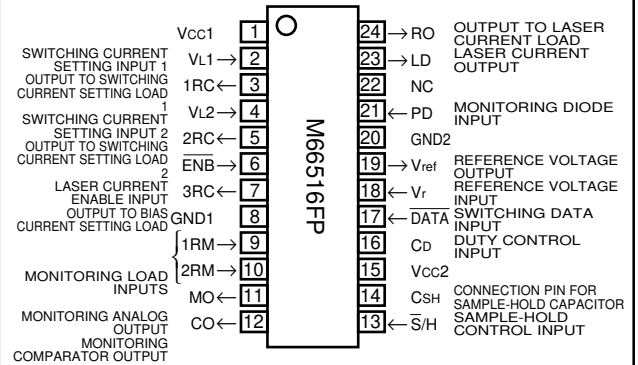 Vcc1 1 24 →RO OUTPUT TO LASER
CURRENT LOAD
SWITCHING CURRENT
SETTING INPUT 1
VL1→ 2 23 →LD LASER CURRENT
OUTPUT
OUTPUT TO SWITCHING
CURRENT SETTING LOAD
1
1RC← 3 22 NC
SWITCHING CURRENT
SETTING INPUT 2
VL2→ 4 21 ←PD MONITORING DIODE
INPUT
OUTPUT TO SWITCHING
CURRENT SETTING LOAD
2
2RC← 5 20 GND2
LASER CURRENT
ENABLE INPUT
E̅N̅B̅→ 6 19 →Vref REFERENCE VOLTAGE
OUTPUT
OUTPUT TO BIAS
CURRENT SETTING LOAD
3RC← 7 18 ←Vr REFERENCE VOLTAGE
INPUT
GND1 8 17 ←D̅A̅T̅A̅ SWITCHING DATA
INPUT
1RM→ 9 16 CD DUTY CONTROL
INPUT
2RM→ 10 15 Vcc2
MONITORING LOAD
INPUTS
MO← 11 14 CSH CONNECTION PIN FOR
SAMPLE-HOLD CAPACITOR
MONITORING ANALOG
OUTPUT
CO← 12 13 ←S̅/H SAMPLE-HOLD
CONTROL INPUT
MONITORING
COMPARATOR OUTPUT
M66516FP